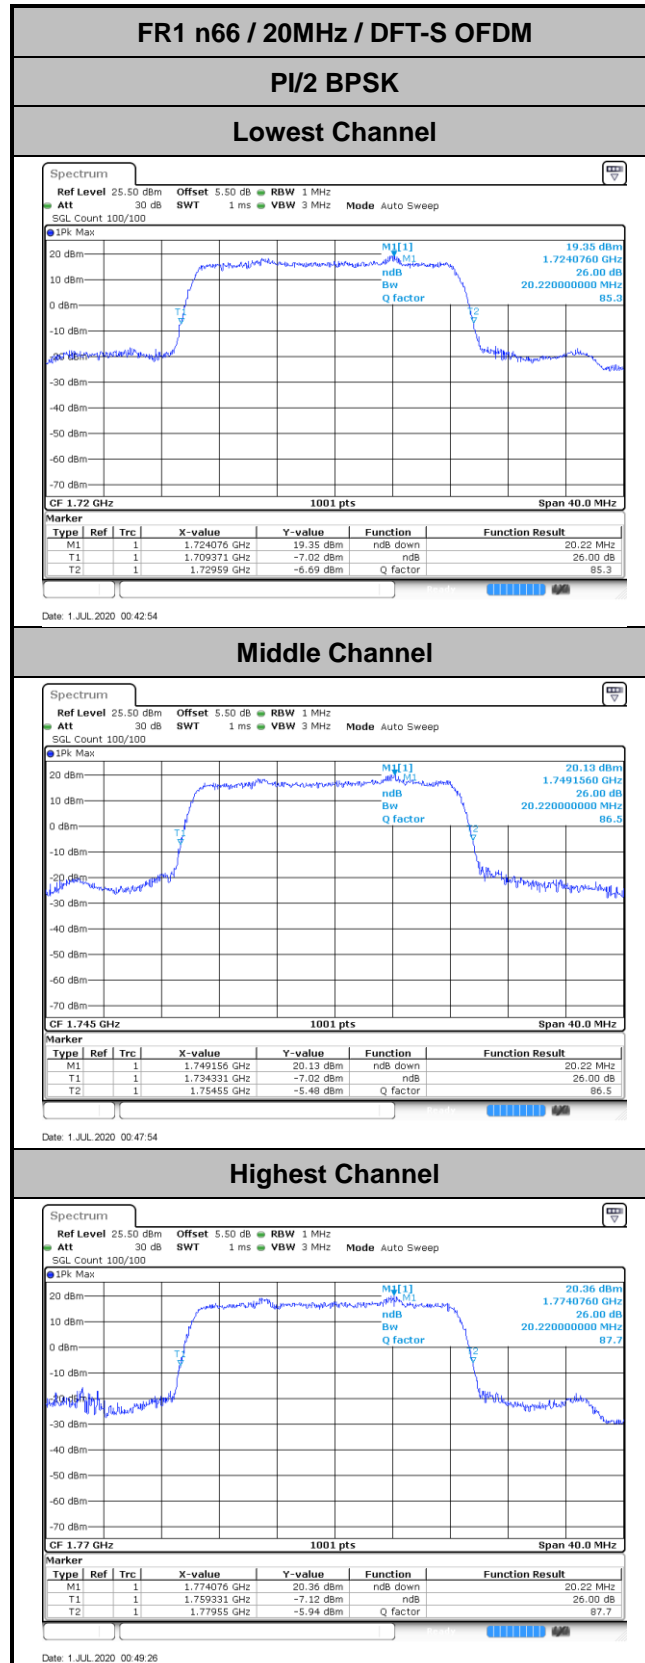 FR1 n66 / 20MHz / DFT-S OFDM
PI/2 BPSK
Lowest Channel
Spectrum
Ref Level 25.50 dBm Offset 5.50 dB RBW 1 MHz
Att 30 dB SWT 1 ms VBW 3 MHz Mode Auto Sweep
SGL Count 100/100
1Pk Max
M1[1] 19.35 dBm
20 dBm M1 1.7240760 GHz
ndB 26.00 dB
10 dBm Bw 20.220000000 MHz
Q factor 85.3
0 dBm
T1 T2
-10 dBm
-20 dBm
-30 dBm
-40 dBm
-50 dBm
-60 dBm
-70 dBm
CF 1.72 GHz 1001 pts Span 40.0 MHz
Marker
Type Ref Trc X-value Y-value Function Function Result
M1 1 1.724076 GHz 19.35 dBm ndB down 20.22 MHz
T1 1 1.709371 GHz -7.02 dBm ndB 26.00 dB
T2 1 1.72959 GHz -6.69 dBm Q factor 85.3
Date: 1.JUL.2020 00:42:54
Middle Channel
Spectrum
Ref Level 25.50 dBm Offset 5.50 dB RBW 1 MHz
Att 30 dB SWT 1 ms VBW 3 MHz Mode Auto Sweep
SGL Count 100/100
1Pk Max
M1[1] 20.13 dBm
20 dBm M1 1.7491560 GHz
ndB 26.00 dB
10 dBm Bw 20.220000000 MHz
Q factor 86.5
0 dBm
T1 T2
-10 dBm
-20 dBm
-30 dBm
-40 dBm
-50 dBm
-60 dBm
-70 dBm
CF 1.745 GHz 1001 pts Span 40.0 MHz
Marker
Type Ref Trc X-value Y-value Function Function Result
M1 1 1.749156 GHz 20.13 dBm ndB down 20.22 MHz
T1 1 1.734331 GHz -7.02 dBm ndB 26.00 dB
T2 1 1.75455 GHz -5.48 dBm Q factor 86.5
Date: 1.JUL.2020 00:47:54
Highest Channel
Spectrum
Ref Level 25.50 dBm Offset 5.50 dB RBW 1 MHz
Att 30 dB SWT 1 ms VBW 3 MHz Mode Auto Sweep
SGL Count 100/100
1Pk Max
M1[1] 20.36 dBm
20 dBm M1 1.7740760 GHz
ndB 26.00 dB
10 dBm Bw 20.220000000 MHz
Q factor 87.7
0 dBm
T1 T2
-10 dBm
-20 dBm
-30 dBm
-40 dBm
-50 dBm
-60 dBm
-70 dBm
CF 1.77 GHz 1001 pts Span 40.0 MHz
Marker
Type Ref Trc X-value Y-value Function Function Result
M1 1 1.774076 GHz 20.36 dBm ndB down 20.22 MHz
T1 1 1.759331 GHz -7.12 dBm ndB 26.00 dB
T2 1 1.77955 GHz -5.94 dBm Q factor 87.7
Date: 1.JUL.2020 00:49:26